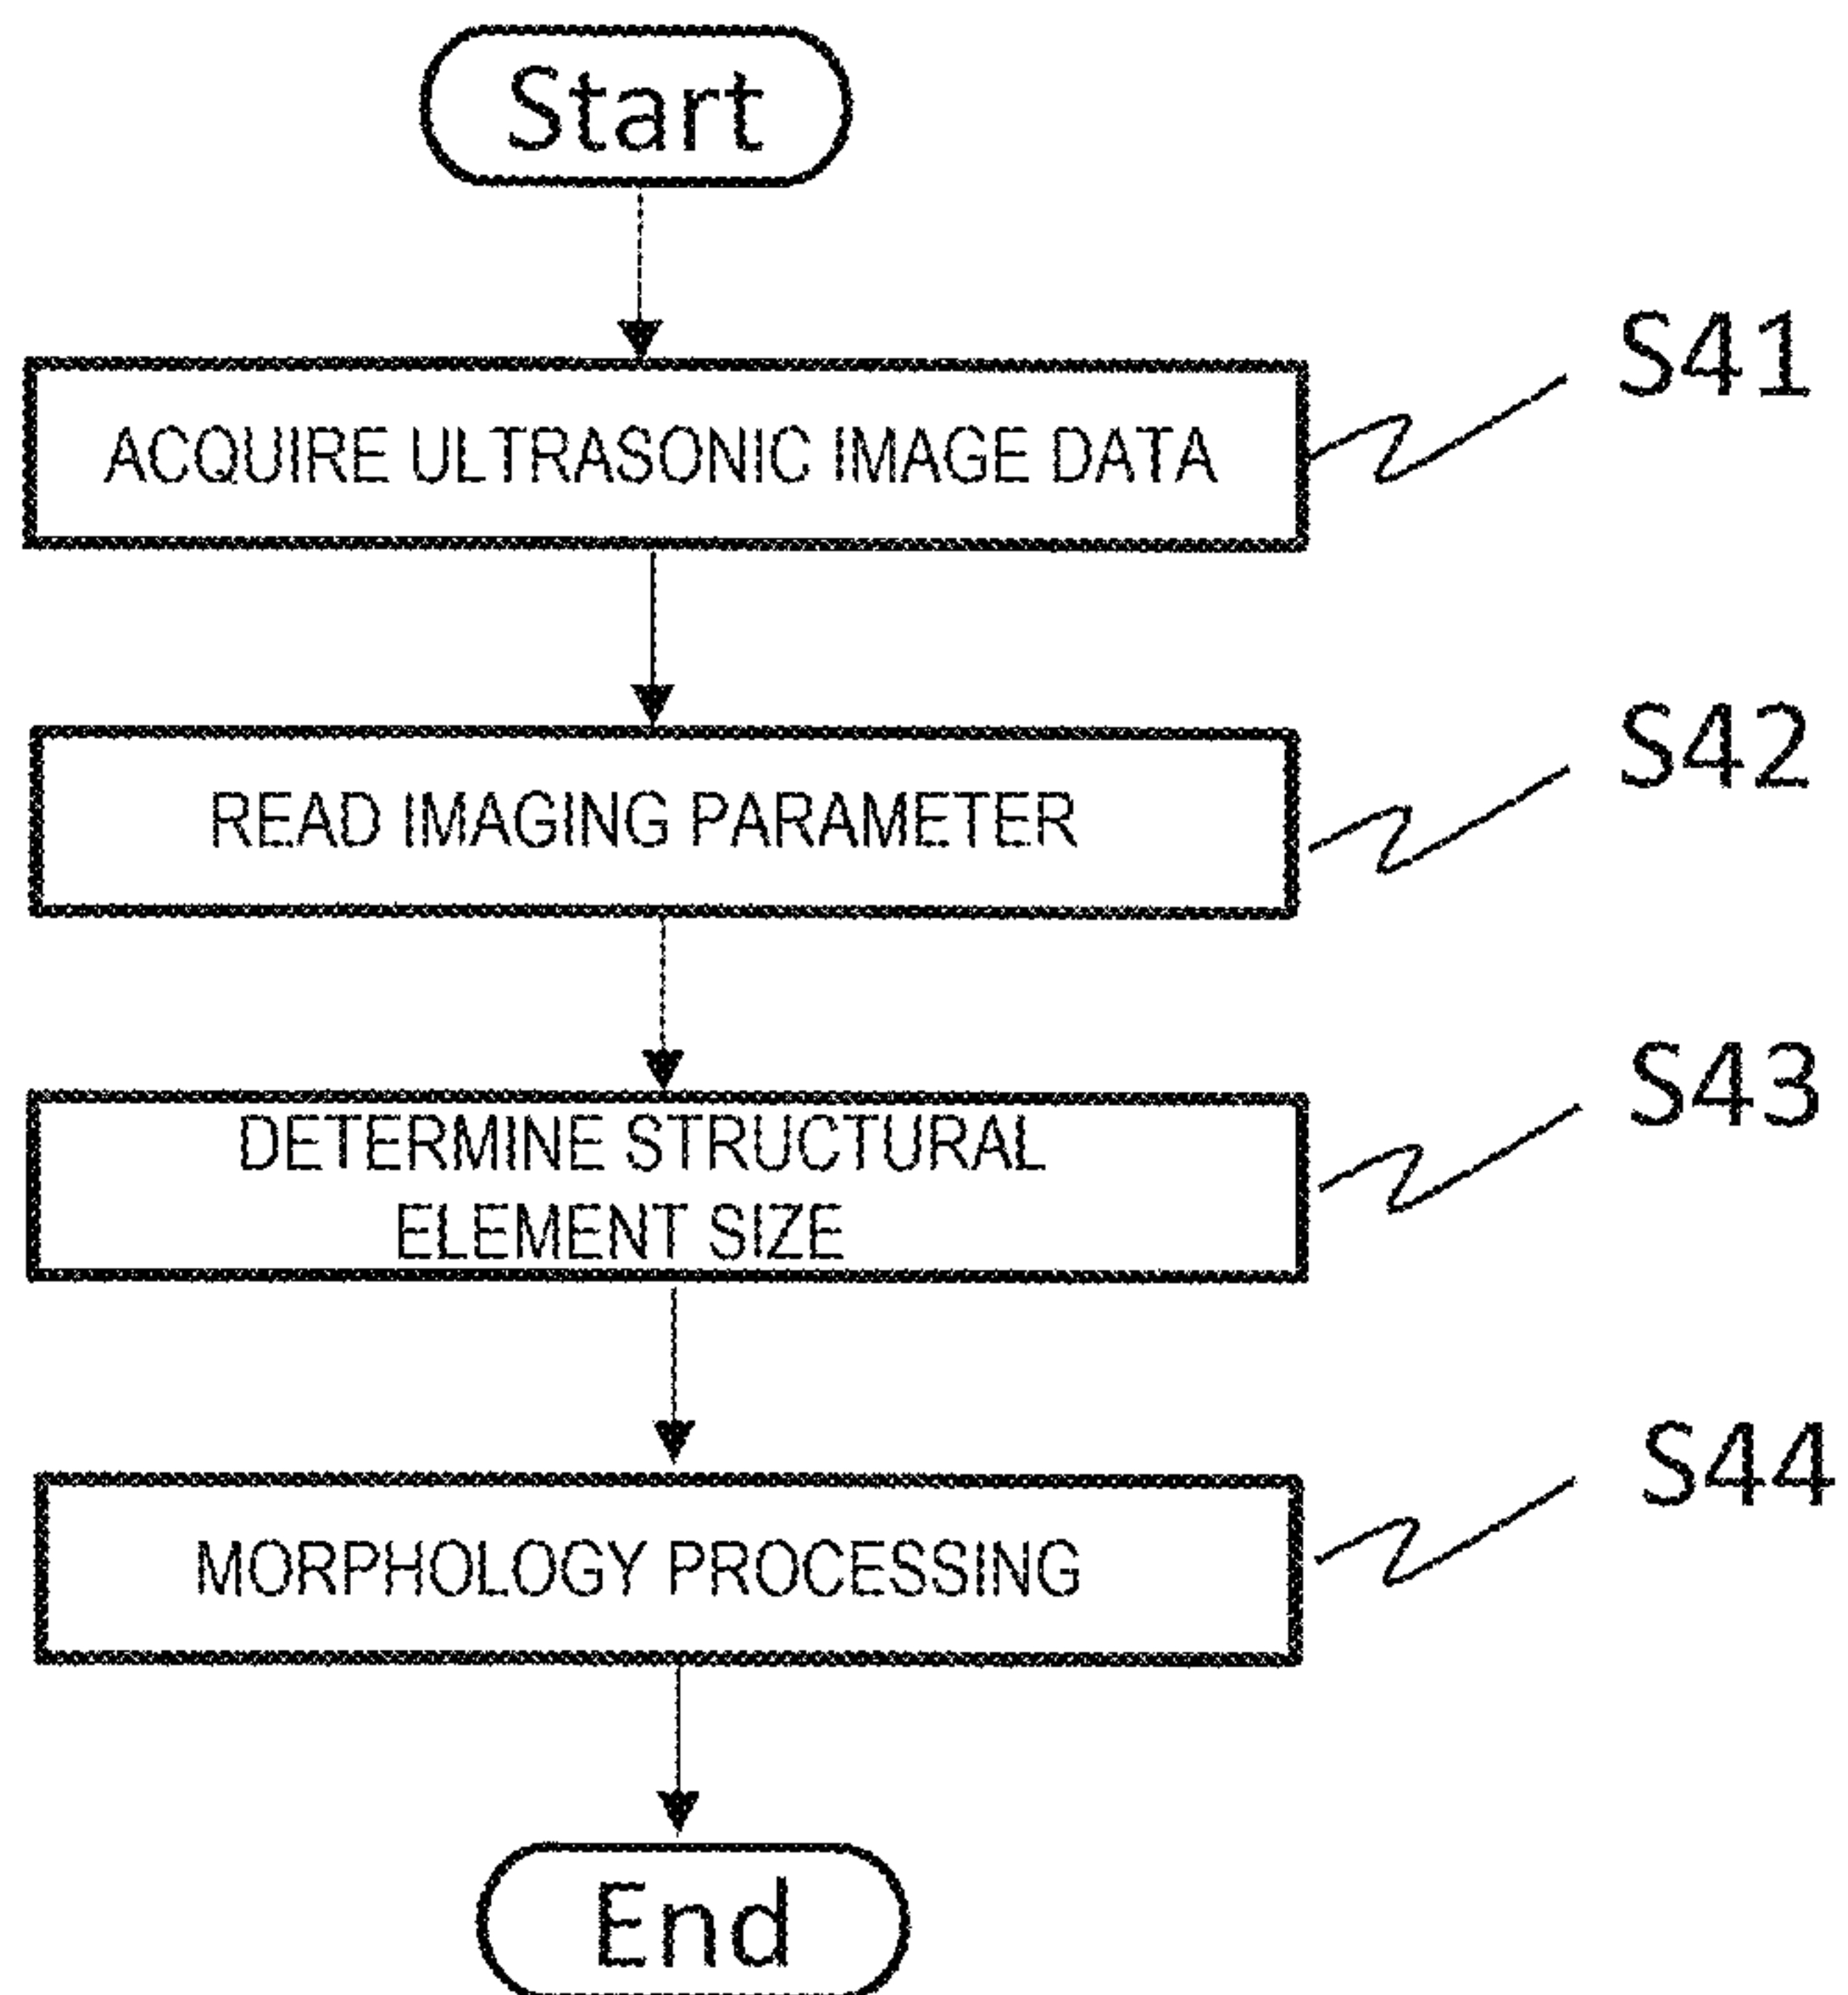 Start
ACQUIRE ULTRASONIC IMAGE DATA
S41
READ IMAGING PARAMETER
S42
DETERMINE STRUCTURAL
ELEMENT SIZE
S43
MORPHOLOGY PROCESSING
S44
End